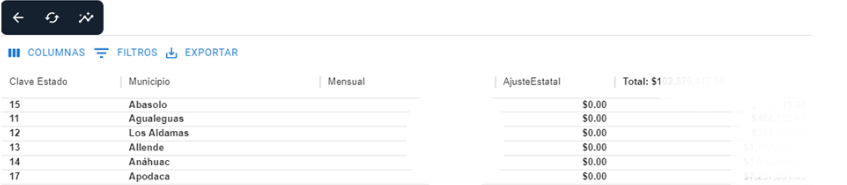 COLUMNAS FILTROS EXPORTAR
Clave Estado Municipio Mensual AjusteEstatal Total:
15 Abasolo $0.00
11 Agualeguas $0.00
12 Los Aldamas $0.00
13 Allende $0.00
14 Anáhuac $0.00
17 Apodaca $0.00